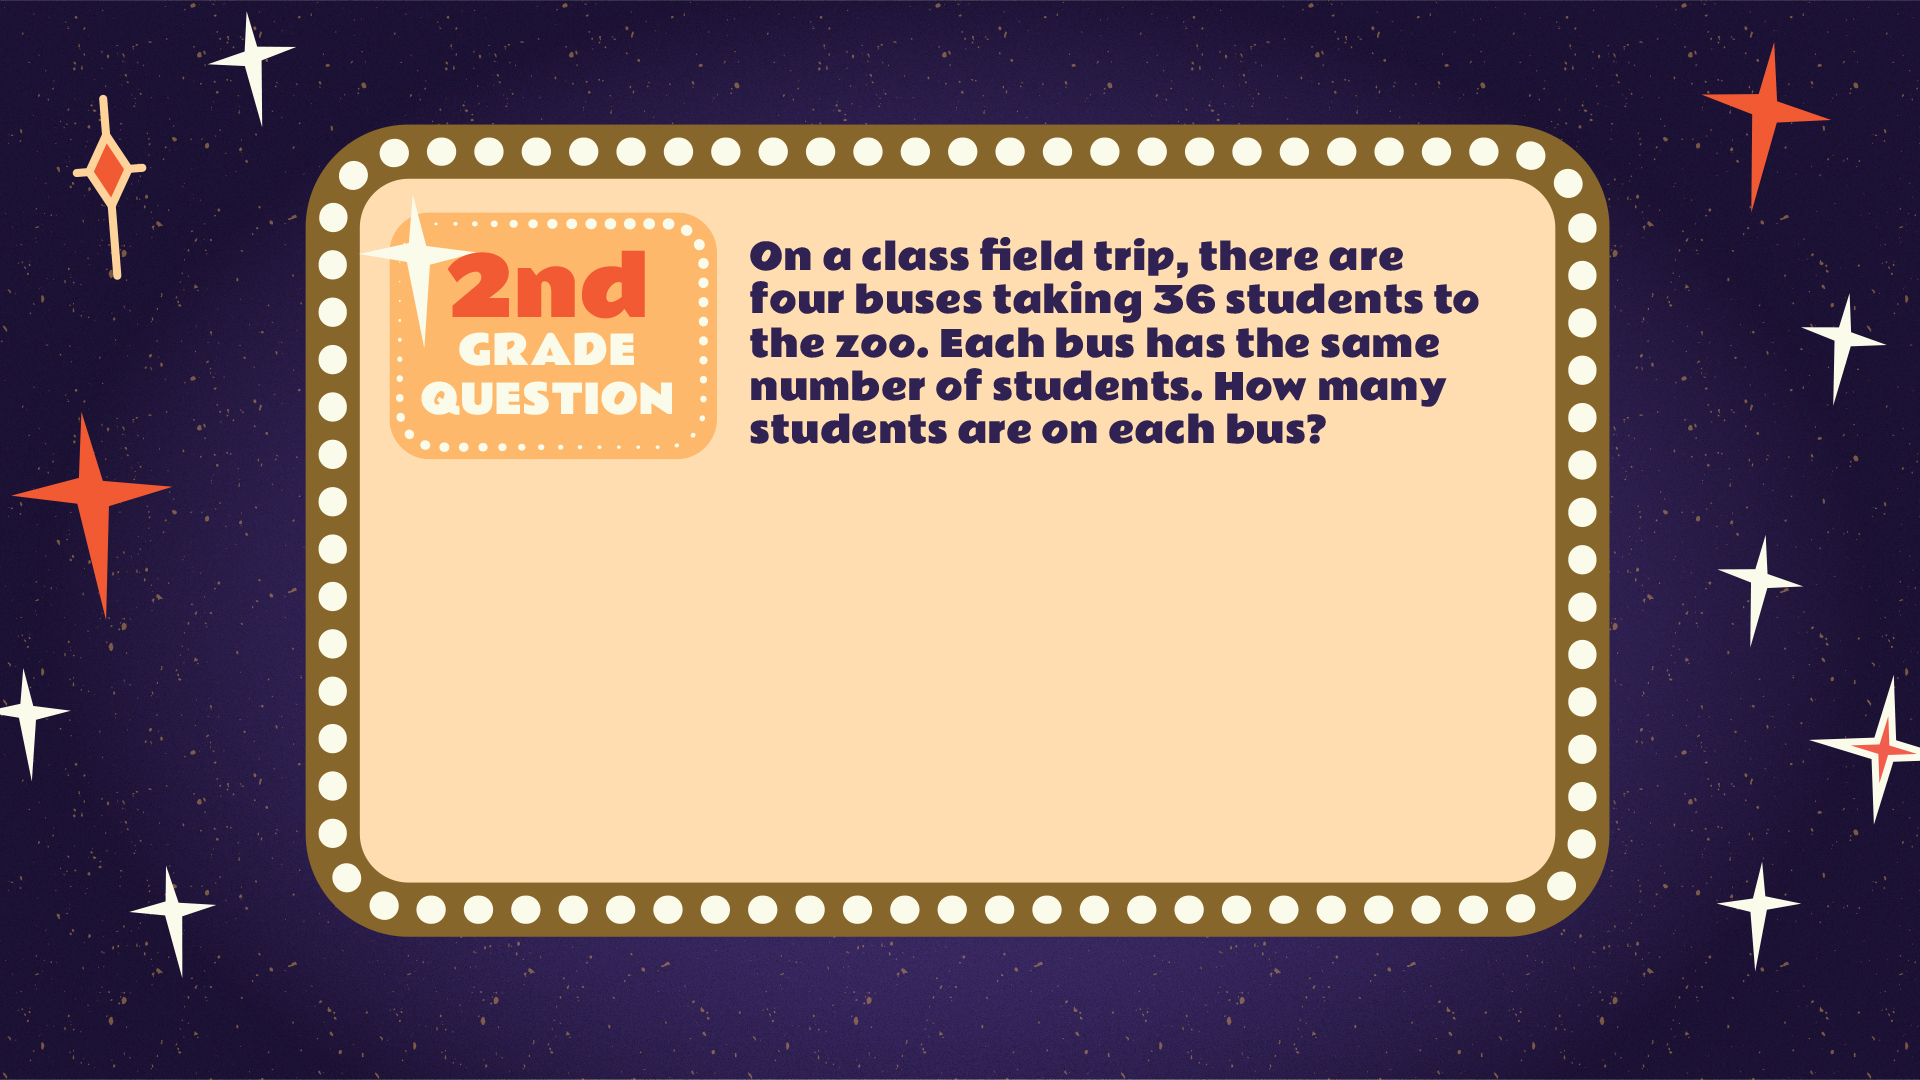 2nd
GRADE
QUESTION
On a class field trip, there are
four buses taking 36 students to
the zoo. Each bus has the same
number of students. How many
students are on each bus?